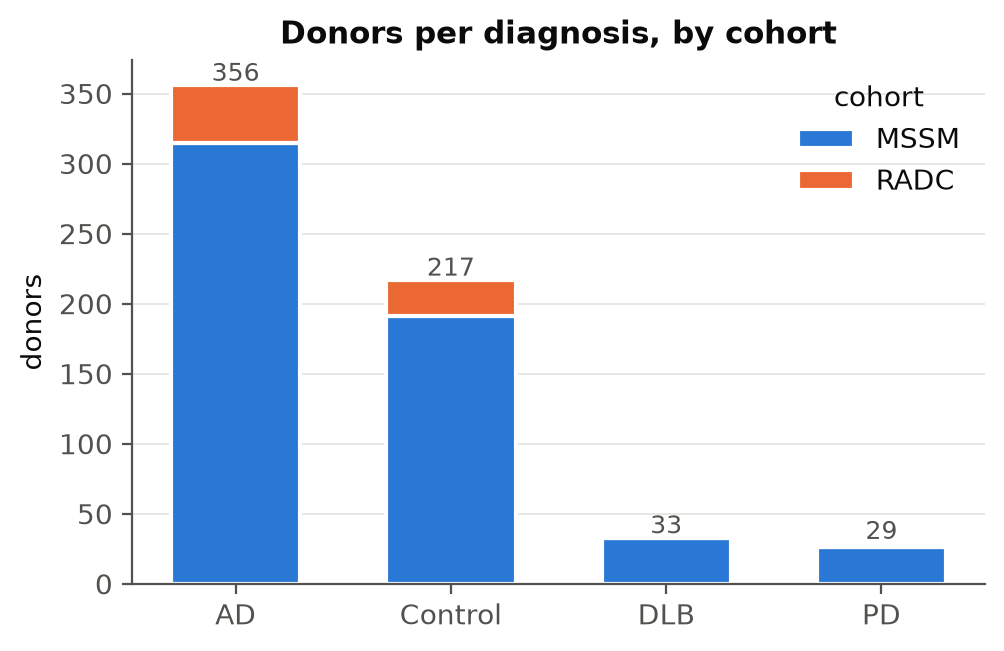 Donors per diagnosis, by cohort
356
350
cohort
MSSM
300
RADC
250
217
200
donors
150
100
50
33
29
0
AD
Control
DLB
PD